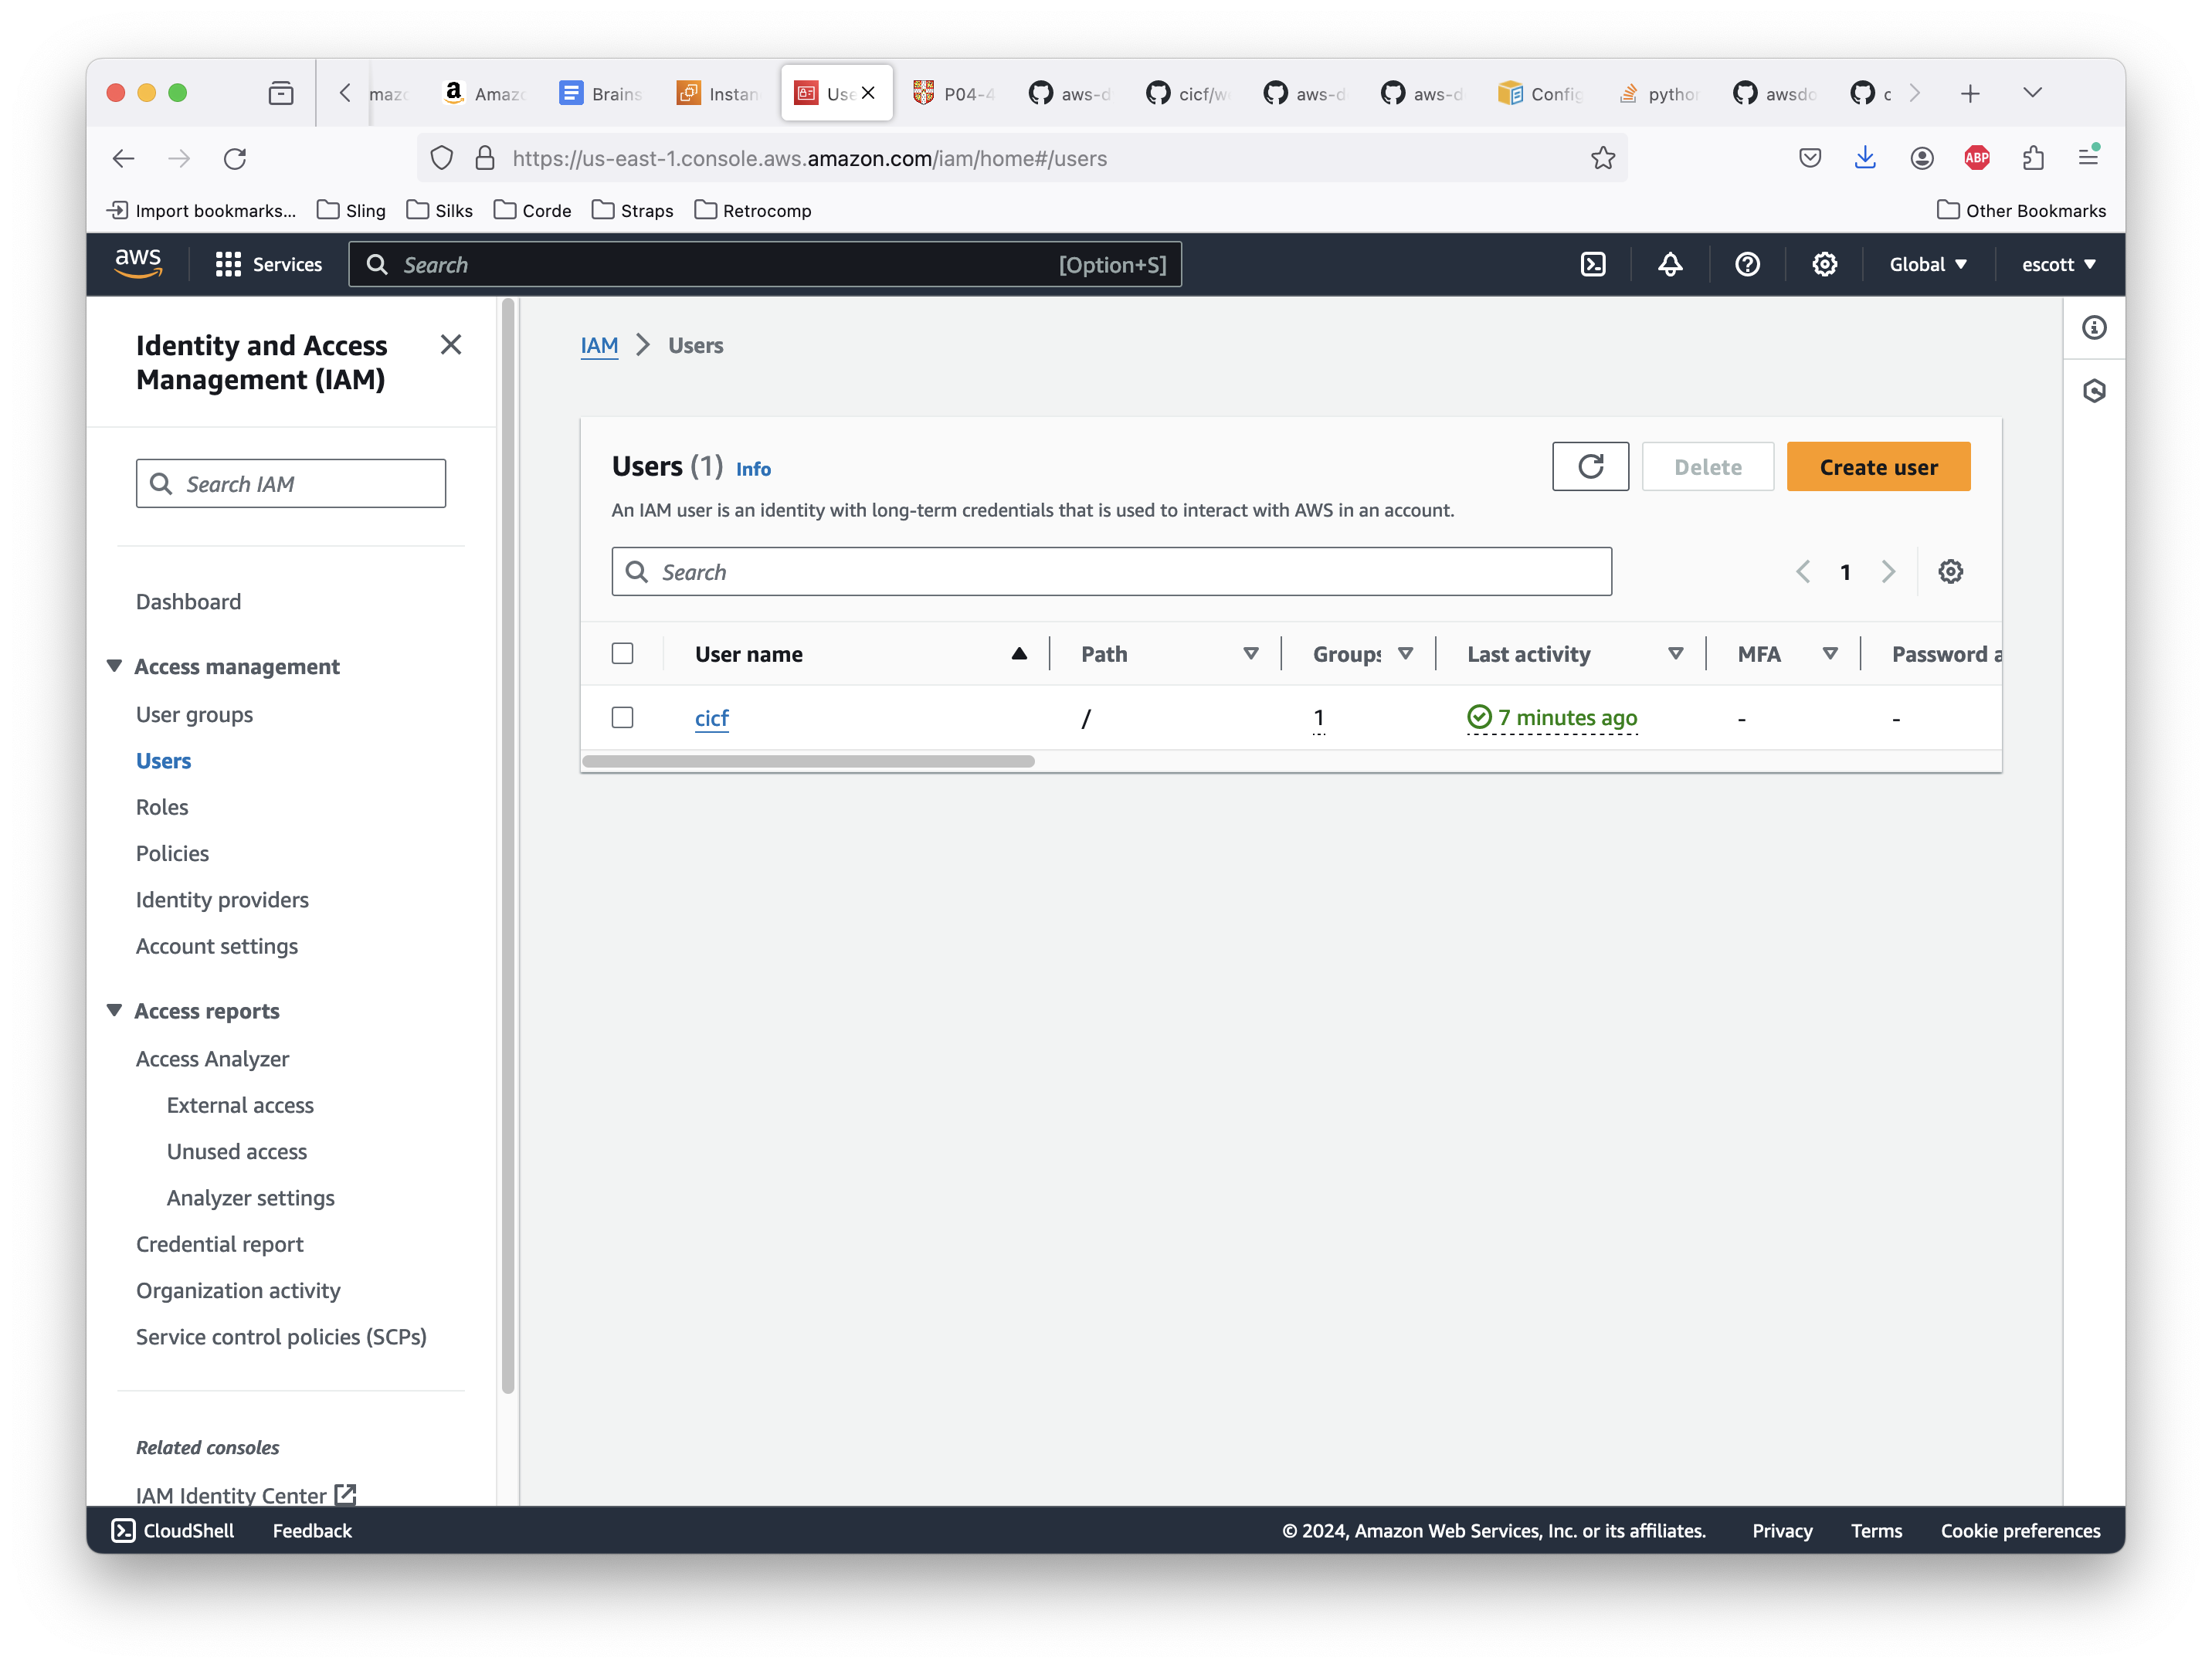 Amaz
Brains
Instan
Use
P04-4
aws-d
cicf/w
aws-d
aws-d
Config
python
awsdo
https://us-east-1.console.aws.amazon.com/iam/home#/users
ABP
Import bookmarks...
Sling
Silks
Corde
Straps
Retrocomp
Other Bookmarks
aws
Services
Search
[Option+S]
Global
escott
Identity and Access
Management (IAM)
Search IAM
Dashboard
Access management
User groups
Users
Roles
Policies
Identity providers
Account settings
Access reports
Access Analyzer
External access
Unused access
Analyzer settings
Credential report
Organization activity
Service control policies (SCPs)
Related consoles
IAM Identity Center
IAM > Users
Users (1) Info
Delete
Create user
An IAM user is an identity with long-term credentials that is used to interact with AWS in an account.
Search
1
User name
Path
Groups
Last activity
MFA
Password a
cicf
/
1
7 minutes ago
-
-
CloudShell
Feedback
© 2024, Amazon Web Services, Inc. or its affiliates.
Privacy
Terms
Cookie preferences